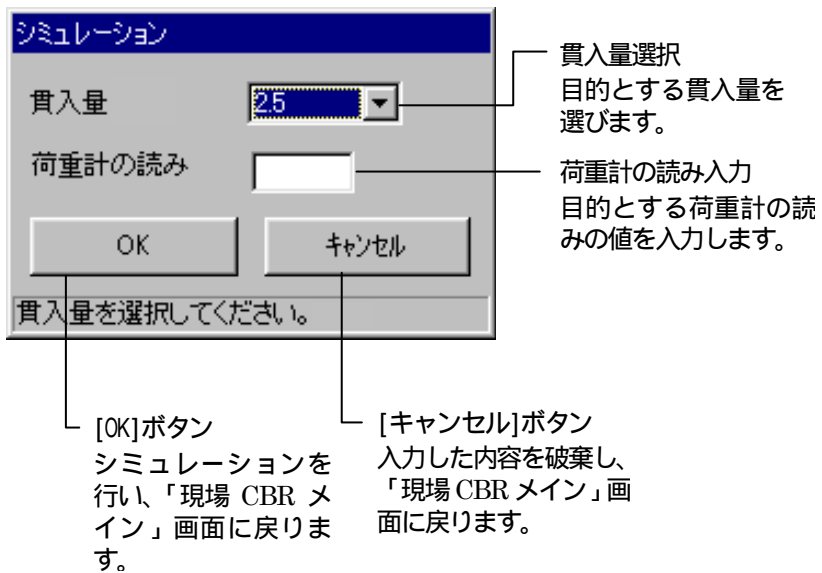 シミュレーション
貫入量
2.5
荷重計の読み
OK
キャンセル
貫入量を選択してください。
貫入量選択
目的とする貫入量を
選びます。
荷重計の読み入力
目的とする荷重計の読
みの値を入力します。
[OK]ボタン
シミュレーションを
行い、「現場 CBR メ
イン」画面に戻りま
す。
[キャンセル]ボタン
入力した内容を破棄し、
「現場 CBR メイン」画
面に戻ります。